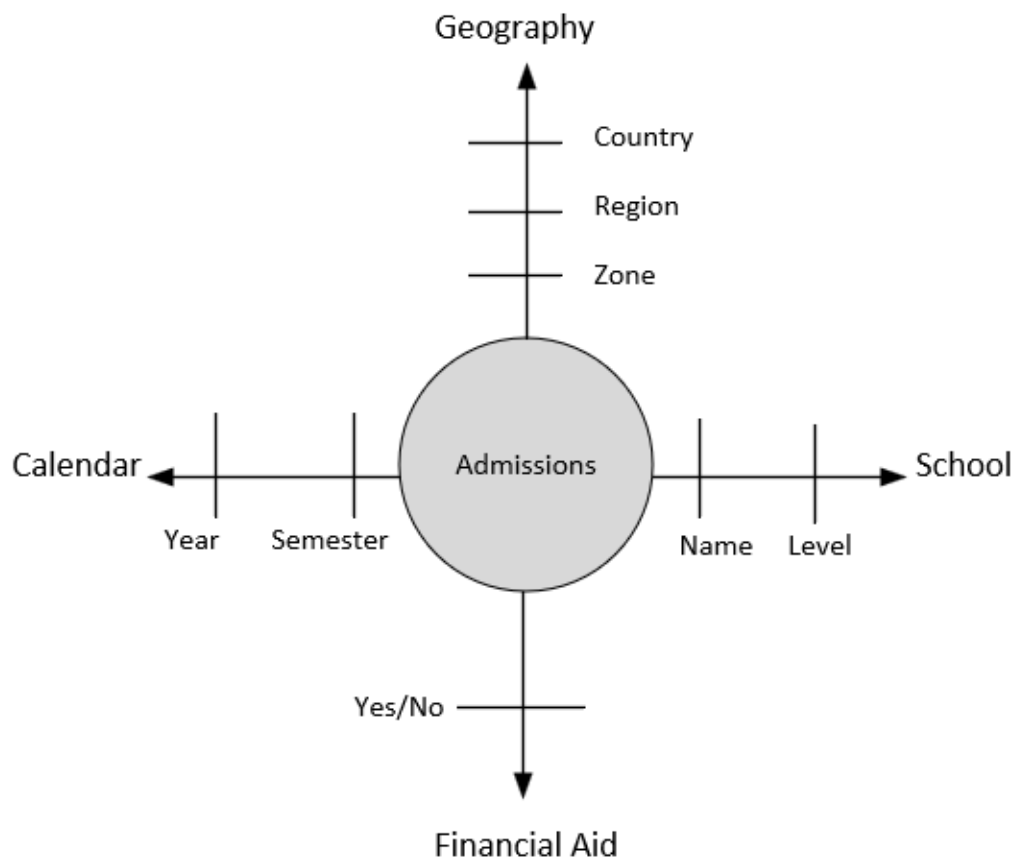 Geography
Country
Region
Zone
Calendar
Admissions
School
Year
Semester
Name
Level
Yes/No
Financial Aid